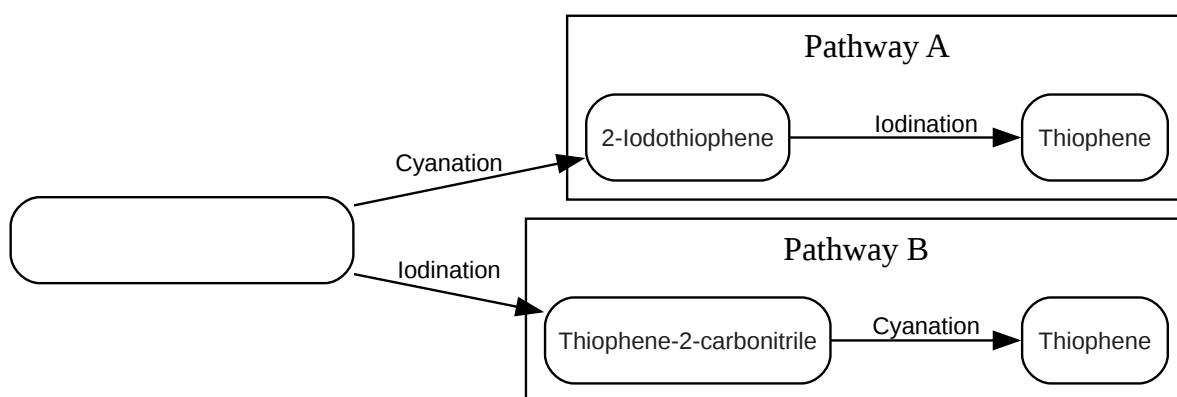 Pathway A
2-Iodothiophene
Iodination
Thiophene
Cyanation
Iodination
Pathway B
Thiophene-2-carbonitrile
Cyanation
Thiophene